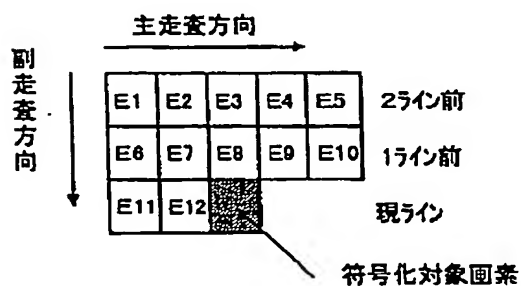 主走査方向
副走査方向
E1 E2 E3 E4 E5 2ライン前
E6 E7 E8 E9 E10 1ライン前
E11 E12 現ライン
符号化対象画素